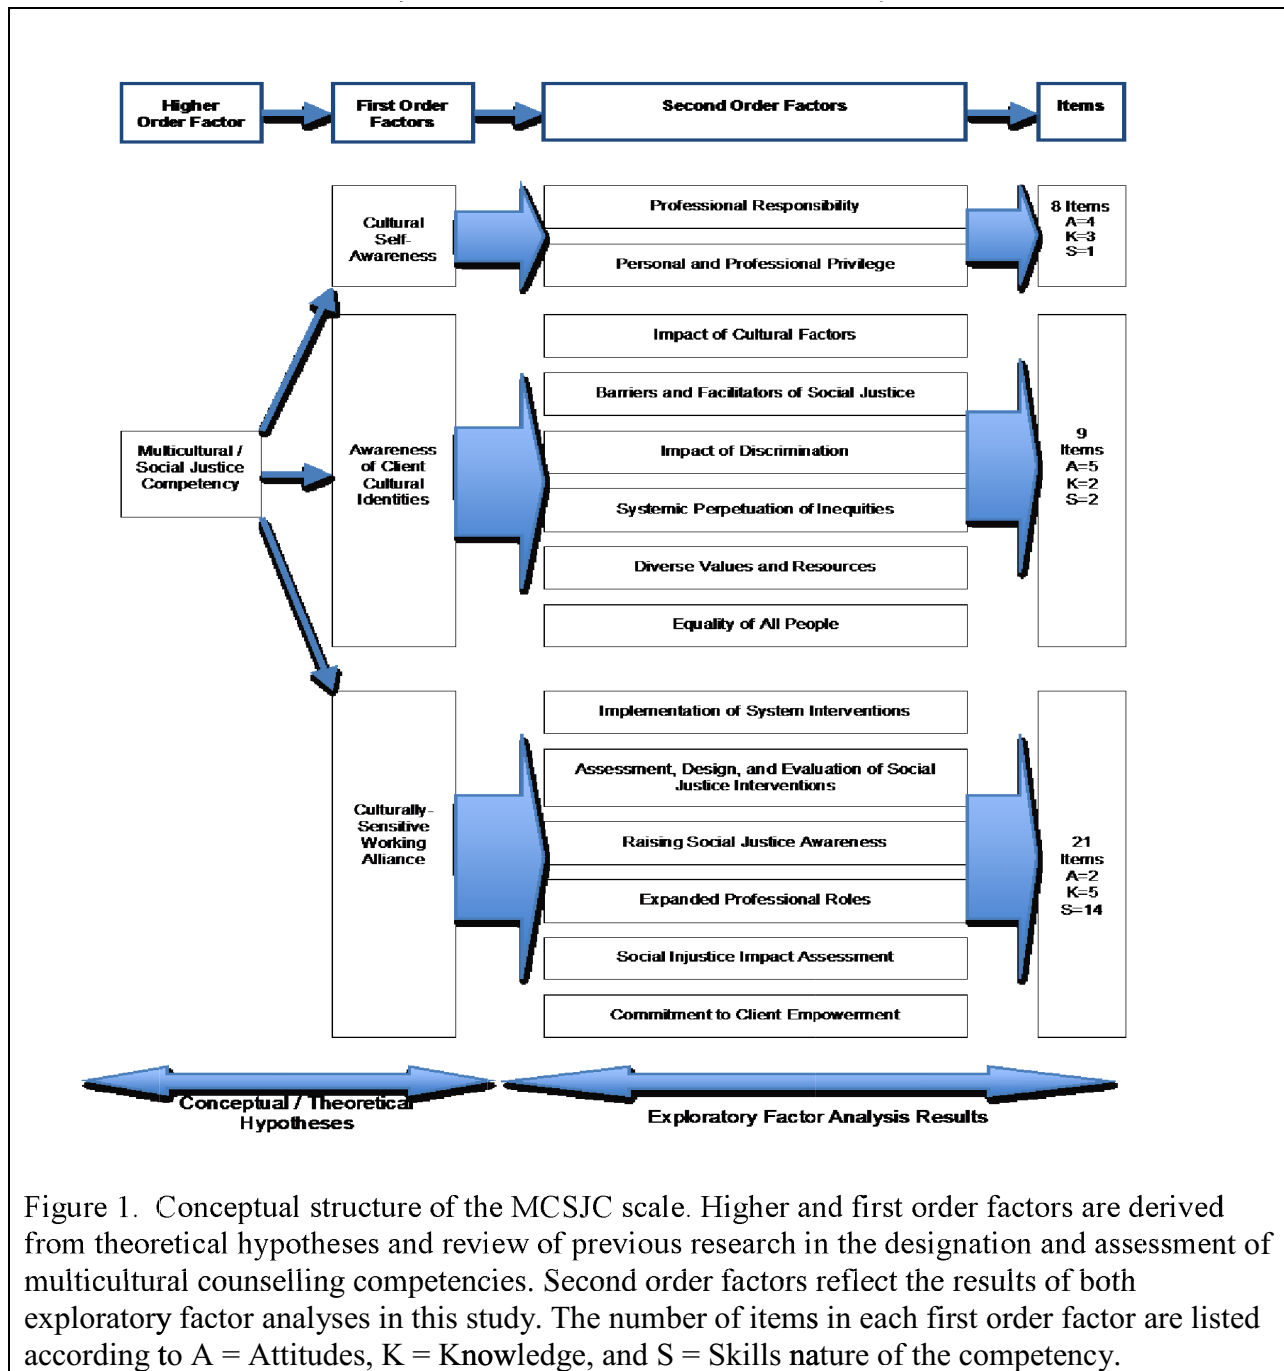 Higher
Order Factor
First Order
Factors
Second Order Factors
Items
Cultural
Self-
Awareness
Professional Responsibility
Personal and Professional Privilege
8 Items
A=4
K=3
S=1
Multicultural /
Social Justice
Competency
Awareness
of Client
Cultural
Identities
Impact of Cultural Factors
Barriers and Facilitators of Social Justice
Impact of Discrimination
Systemic Perpetuation of Inequities
Diverse Values and Resources
Equality of All People
9
Items
A=5
K=2
S=2
Culturally-
Sensitive
Working
Alliance
Implementation of System Interventions
Assessment, Design, and Evaluation of Social
Justice Interventions
Raising Social Justice Awareness
Expanded Professional Roles
Social Injustice Impact Assessment
Commitment to Client Empowerment
21
Items
A=2
K=5
S=14
Conceptual / Theoretical
Hypotheses
Exploratory Factor Analysis Results
Figure 1.  Conceptual structure of the MCSJC scale. Higher and first order factors are derived
from theoretical hypotheses and review of previous research in the designation and assessment of
multicultural counselling competencies. Second order factors reflect the results of both
exploratory factor analyses in this study. The number of items in each first order factor are listed
according to A = Attitudes, K = Knowledge, and S = Skills nature of the competency.